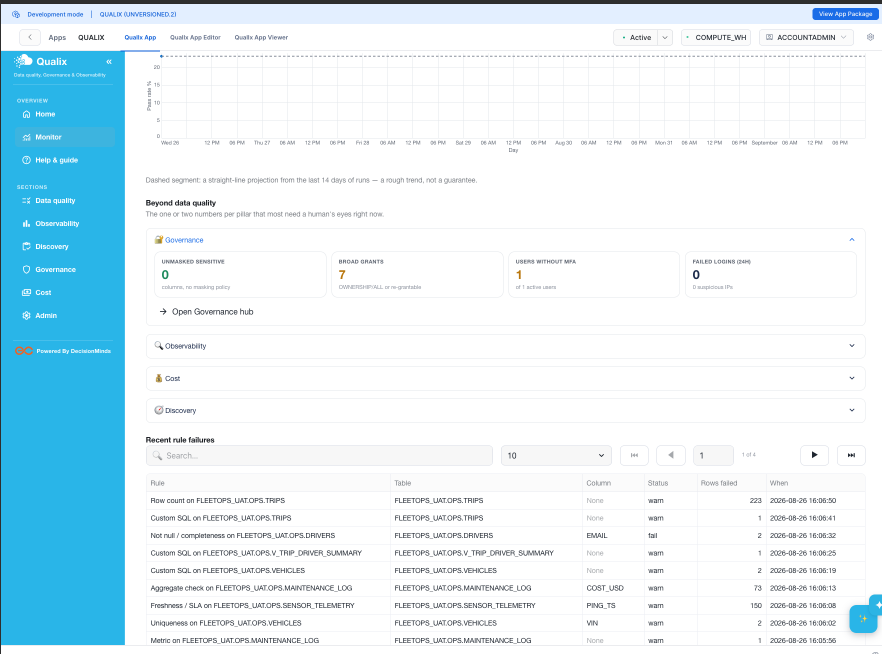 Development mode | QUALIX (UNVERSIONED.2) View App Package
Apps QUALIX Qualix App Qualix App Editor Qualix App Viewer Active COMPUTE_WH ACCOUNTADMIN
Qualix «
Data quality, Governance & Observability
OVERVIEW
Home
Monitor
Help & guide
SECTIONS
Data quality
Observability
Discovery
Governance
Cost
Admin
Powered By DecisionMinds
Pass rate %
20
15
10
5
0
Wed 26 12 PM 06 PM Thu 27 06 AM 12 PM 06 PM Fri 28 06 AM 12 PM 06 PM Sat 29 06 AM 12 PM 06 PM Aug 30 06 AM 12 PM 06 PM Mon 31 06 AM 12 PM 06 PM September 06 AM 12 PM 06 PM
Day
Dashed segment: a straight-line projection from the last 14 days of runs — a rough trend, not a guarantee.
Beyond data quality
The one or two numbers per pillar that most need a human's eyes right now.
Governance
UNMASKED SENSITIVE
0
columns, no masking policy
BROAD GRANTS
7
OWNERSHIP/ALL or re-grantable
USERS WITHOUT MFA
1
of 1 active users
FAILED LOGINS (24H)
0
0 suspicious IPs
→ Open Governance hub
Observability
Cost
Discovery
Recent rule failures
Search... 10 1 1 of 4
Rule Table Column Status Rows failed When
Row count on FLEETOPS_UAT.OPS.TRIPS FLEETOPS_UAT.OPS.TRIPS None warn 223 2026-08-26 16:06:50
Custom SQL on FLEETOPS_UAT.OPS.TRIPS FLEETOPS_UAT.OPS.TRIPS None warn 1 2026-08-26 16:06:41
Not null / completeness on FLEETOPS_UAT.OPS.DRIVERS FLEETOPS_UAT.OPS.DRIVERS EMAIL fail 2 2026-08-26 16:06:32
Custom SQL on FLEETOPS_UAT.OPS.V_TRIP_DRIVER_SUMMARY FLEETOPS_UAT.OPS.V_TRIP_DRIVER_SUMMARY None warn 1 2026-08-26 16:06:25
Custom SQL on FLEETOPS_UAT.OPS.VEHICLES FLEETOPS_UAT.OPS.VEHICLES None warn 2 2026-08-26 16:06:19
Aggregate check on FLEETOPS_UAT.OPS.MAINTENANCE_LOG FLEETOPS_UAT.OPS.MAINTENANCE_LOG COST_USD warn 73 2026-08-26 16:06:13
Freshness / SLA on FLEETOPS_UAT.OPS.SENSOR_TELEMETRY FLEETOPS_UAT.OPS.SENSOR_TELEMETRY PING_TS warn 150 2026-08-26 16:06:08
Uniqueness on FLEETOPS_UAT.OPS.VEHICLES FLEETOPS_UAT.OPS.VEHICLES VIN warn 2 2026-08-26 16:06:02
Metric on FLEETOPS_UAT.OPS.MAINTENANCE_LOG FLEETOPS_UAT.OPS.MAINTENANCE_LOG None warn 1 2026-08-26 16:05:56